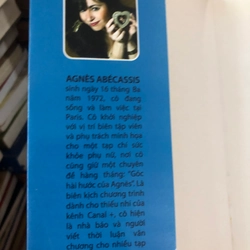 AGNÈS ABÉCASSIS
sinh ngày 16 tháng Ba
năm 1972, cô đang
sống và làm việc tại
Paris. Cô khởi nghiệp
với vị trí biên tập viên
và phụ trách minh họa
cho một tạp chí sức
khỏe phụ nữ, nơi cô
cũng giữ một chuyên
đề hàng tháng: "Góc
hài hước của Agnès". Là
biên kịch chương trình
dành cho thiếu nhi của
kênh Canal +, cô hiện
là nhà báo và người
viết thời luận văn
chương cho nhiều tạp